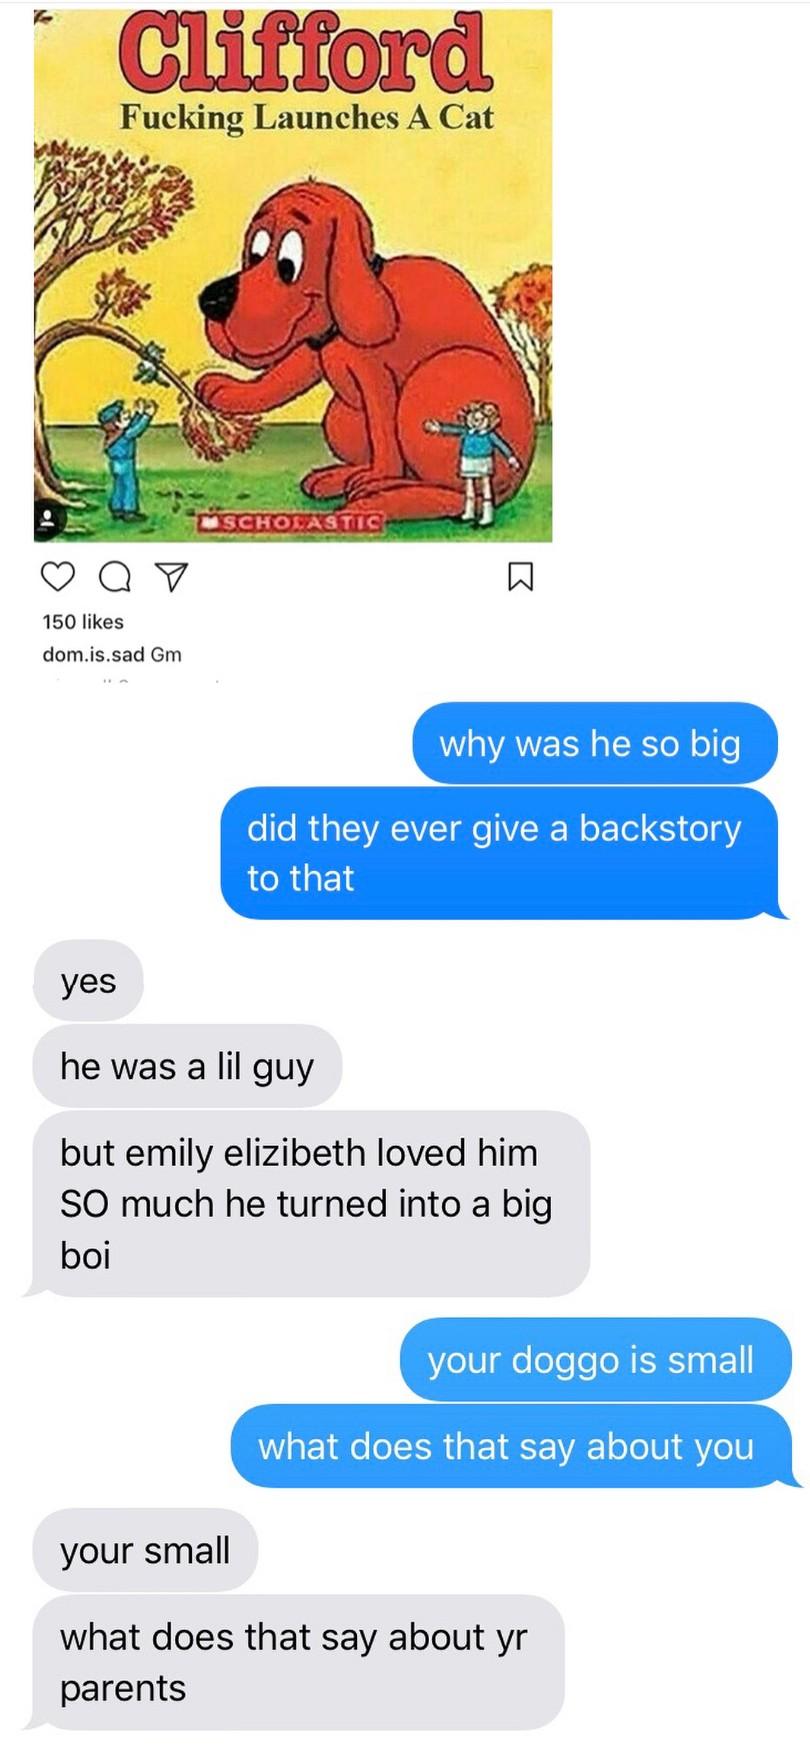 Clifford
Fucking Launches A Cat
SCHOLASTIC
150 likes
dom.is.sad Gm
why was he so big
did they ever give a backstory
to that
yes
he was a lil guy
but emily elizibeth loved him
SO much he turned into a big
boi
your doggo is small
what does that say about you
your small
what does that say about yr
parents